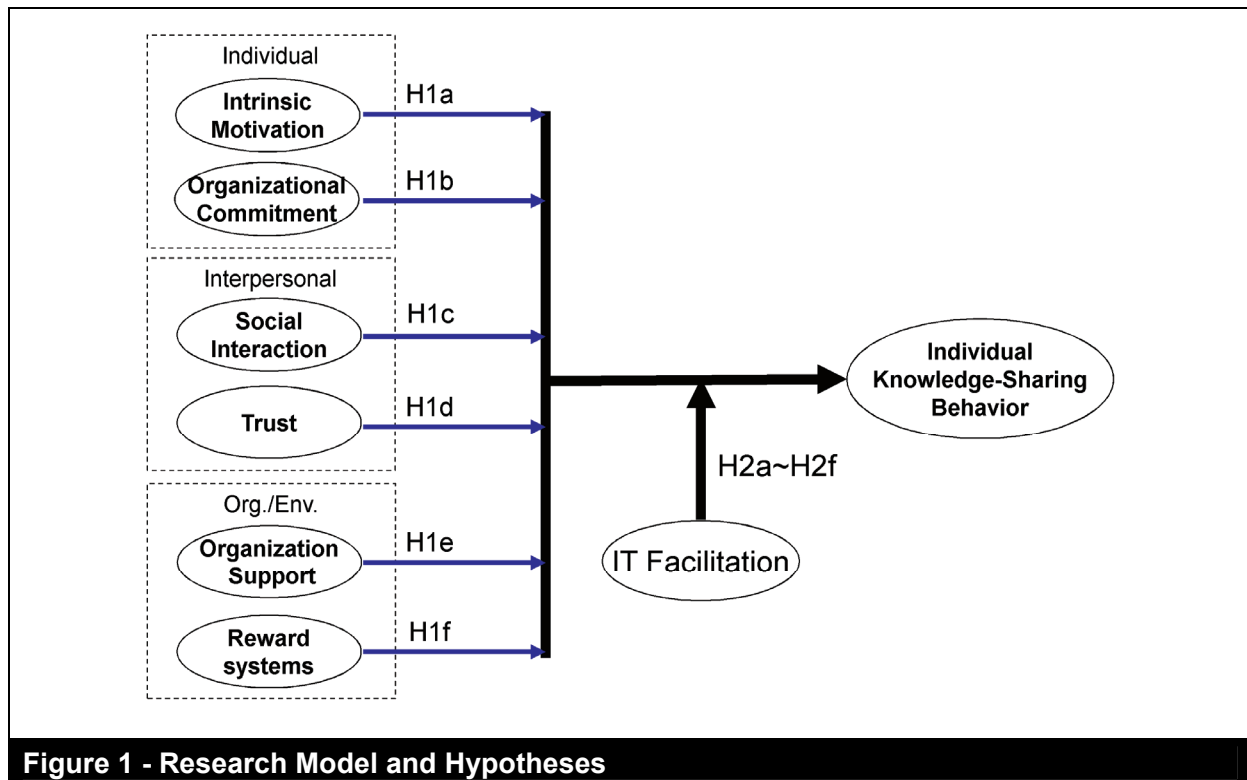 Individual
Intrinsic
Motivation
H1a
Organizational
Commitment
H1b
Interpersonal
Social
Interaction
H1c
Trust
H1d
Org./Env.
Organization
Support
H1e
Reward
systems
H1f
Individual
Knowledge-Sharing
Behavior
H2a~H2f
IT Facilitation
Figure 1 - Research Model and Hypotheses